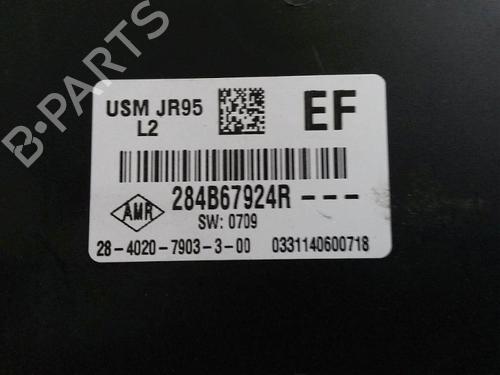 B-PARTS
USM JR95
L2
EF
284B67924R---
AMR
SW: 0709
28-4020-7903-3-00 0331140600718